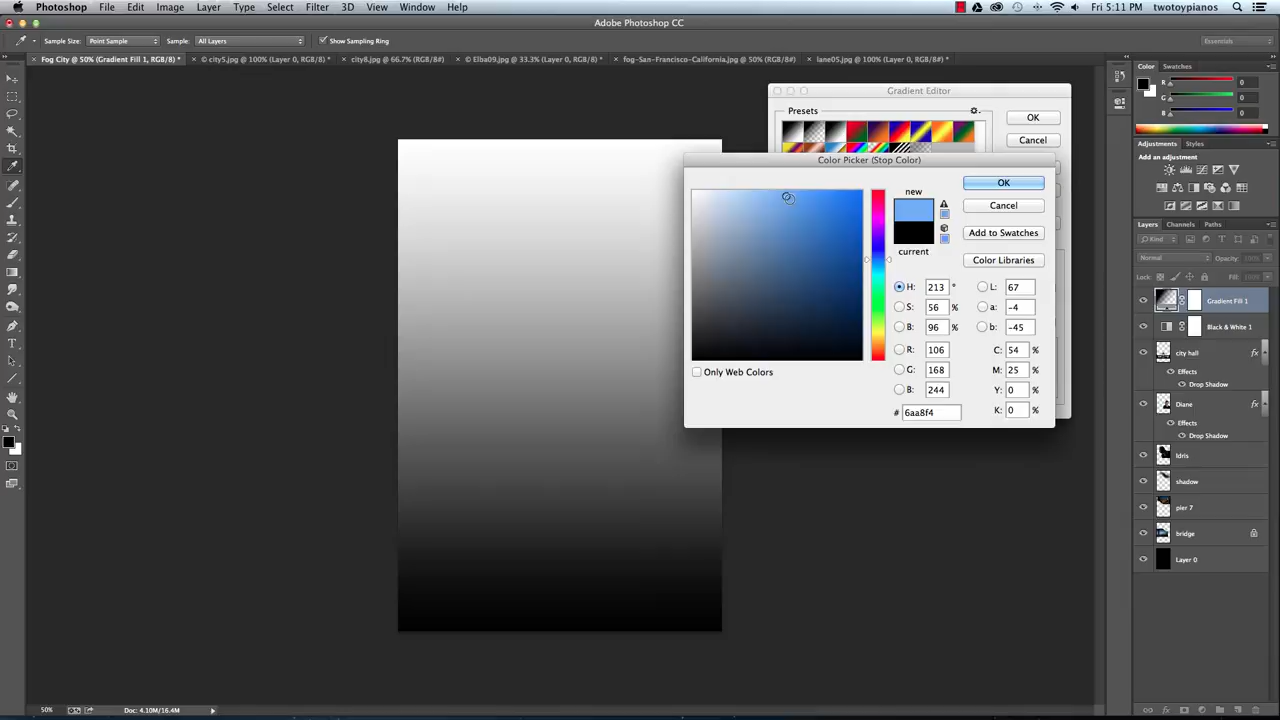 Photoshop File Edit Image Layer Type Select Filter 3D View Window Help Fri 5:11 PM twotoypianos
Adobe Photoshop CC
Sample Size: Point Sample Sample: All Layers Show Sampling Ring Essentials
Fog City @ 50% (Gradient Fill 1, RGB/8) * © city5.jpg @ 100% (Layer 0, RGB/8) * city8.jpg @ 66.7% (RGB/8#) © Elba09.jpg @ 33.3% (RGB/8) * fog-San-Francisco-California.jpg @ 50% (RGB/8#) lane05.jpg @ 100% (RGB/8#) *
Color Swatches
R 0
G 0
B 0
Gradient Editor
Presets
OK
Cancel
Color Picker (Stop Color)
new
current
OK
Cancel
Add to Swatches
Color Libraries
H: 213 ° L: 67
S: 56 % a: -4
B: 96 % b: -45
R: 106 C: 54 %
G: 168 M: 25 %
B: 244 Y: 0 %
# 6aa8f4 K: 0 %
Only Web Colors
Adjustments Styles
Add an adjustment
Layers Channels Paths
Kind
Normal Opacity: 100%
Lock: Fill: 100%
Gradient Fill 1
Black & White 1
city hall fx
Effects
Drop Shadow
Diane fx
Effects
Drop Shadow
Idris
shadow
pier 7
bridge
Layer 0
50% Doc: 4.10M/16.4M